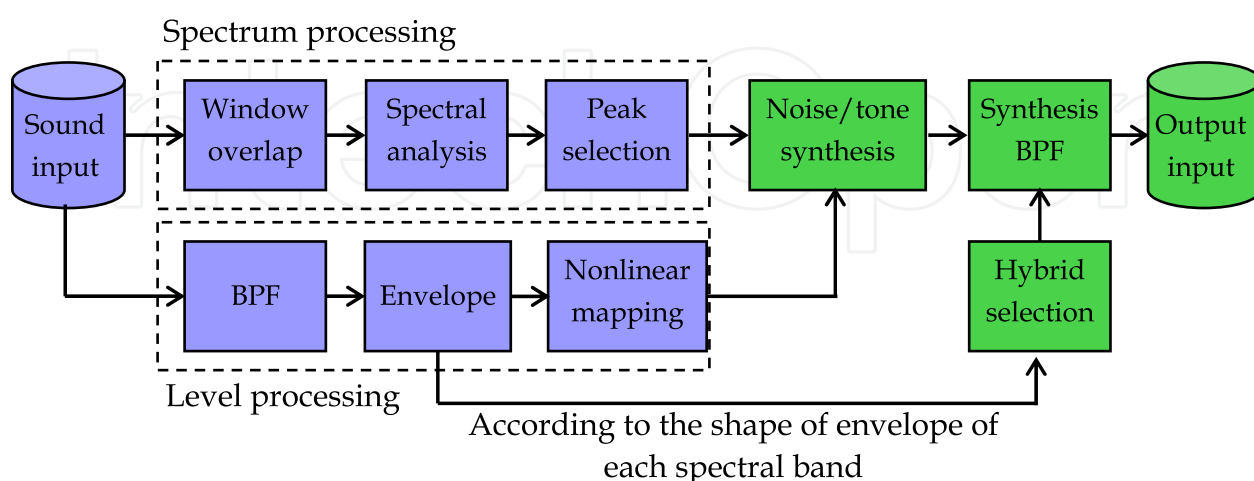 Spectrum processing
Sound
input
Window
overlap
Spectral
analysis
Peak
selection
Noise/tone
synthesis
Synthesis
BPF
Output
input
BPF
Envelope
Nonlinear
mapping
Hybrid
selection
Level processing
According to the shape of envelope of
each spectral band
IntechOpen